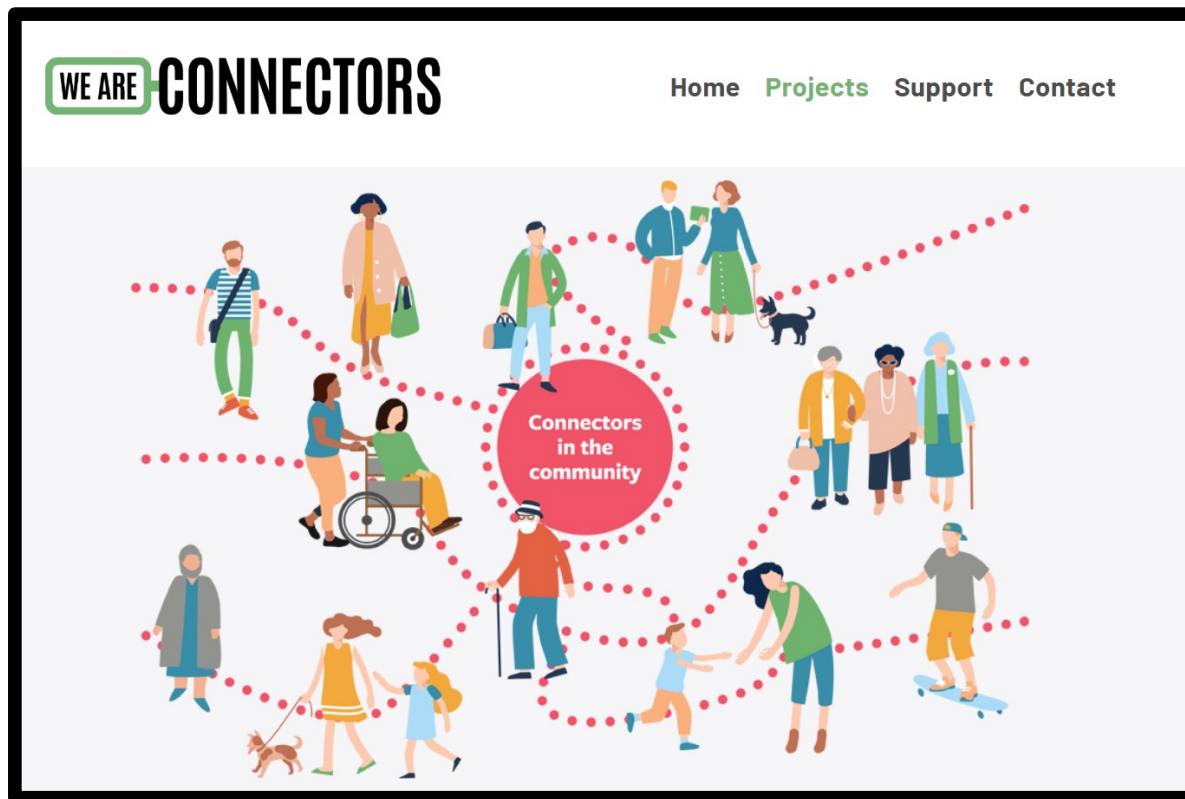 WE ARE CONNECTORS
Home Projects Support Contact
Connectors
in the
community